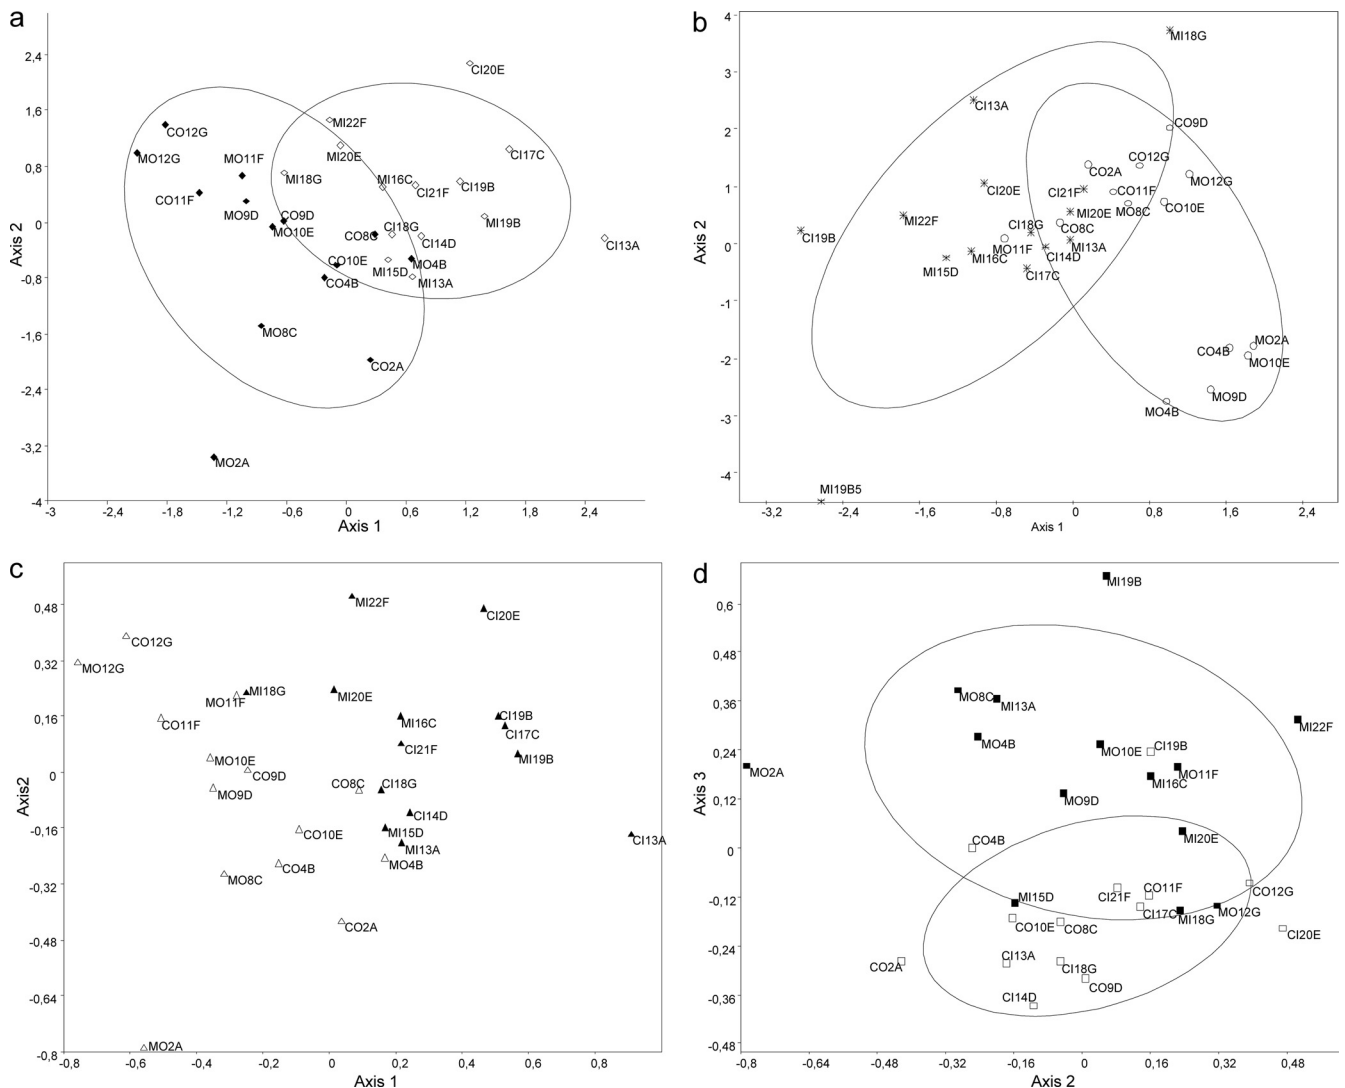 a
2,4
1,6
0,8
0
-0,8
-1,6
-2,4
-3,2
-4
Axis 2
CI20E
MI22F
CO12G
MO12G
MO11F
MI20E
CI17C
MI18G
MI16C
CI21F
CI19B
CO11F
MO9D
CO9D
MO10E
CI18G
MI19B
CO8C
CI14D
CI13A
CO10E
MI15D
MO4B
CO4B
MI13A
MO8C
CO2A
MO2A
-3 -2,4 -1,8 -1,2 -0,6 0 0,6 1,2 1,8 2,4
Axis 1
b
4
3
2
1
0
-1
-2
-3
-4
Axis 2
MI18G
CI13A
CO9D
CO12G
CO2A
MO12G
CI20E
CI21F
CO11F
CO10E
MO8C
MI20E
MI22F
CI18G
CO8C
CI19B
MO11F
MI13A
MI16C
CI14D
MI15D
CI17C
MO2A
CO4B
MO10E
MO9D
MO4B
MI19B5
-3,2 -2,4 -1,6 -0,8 0 0,8 1,6 2,4
Axis 1
c
0,48
0,32
0,16
0
-0,16
-0,32
-0,48
-0,64
-0,8
Axis2
MI22F
CI20E
CO12G
MO12G
MI18G
MO11F
MI20E
CO11F
MI16C
CI19B
CI17C
CI21F
MO10E
MI19B
CO9D
CO8C
CI18G
MO9D
CI14D
CO10E
MI15D
CI13A
MI13A
MO4B
CO4B
MO8C
CO2A
MO2A
-0,8 -0,6 -0,4 -0,2 0 0,2 0,4 0,6 0,8
Axis 1
d
0,6
0,48
0,36
0,24
0,12
0
-0,12
-0,24
-0,36
-0,48
Axis 3
MI19B
MO8C
MI13A
MI22F
MO4B
MO10E
CI19B
MO2A
MO11F
MI16C
MO9D
MI20E
CO4B
CO12G
CI21F
CO11F
MI15D
CI17C
MI18G
MO12G
CO10E
CO8C
CI20E
CO2A
CI13A
CI18G
CO9D
CI14D
-0,8 -0,64 -0,48 -0,32 -0,16 0 0,16 0,32 0,48
Axis 2